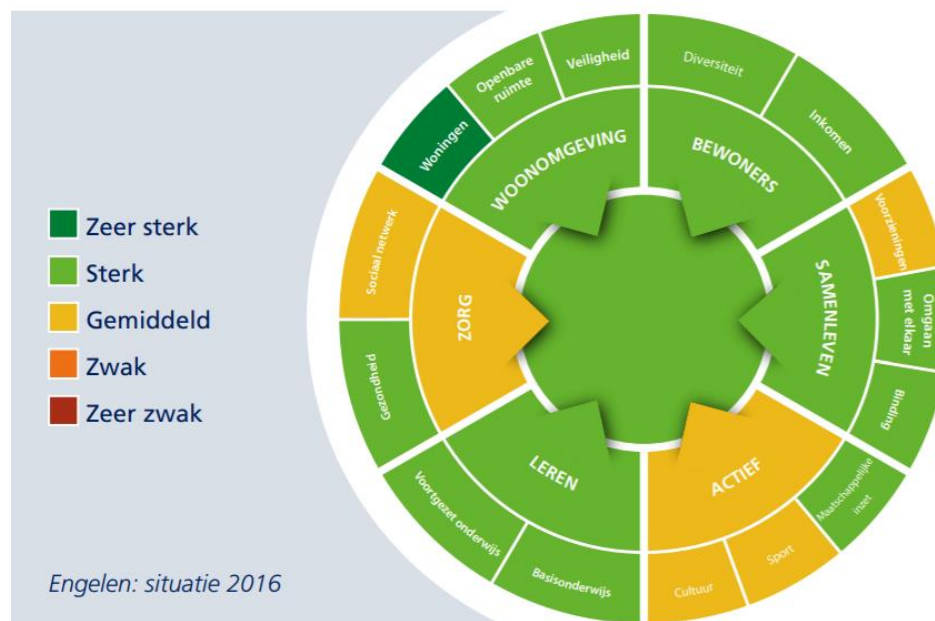 Zeer sterk
Sterk
Gemiddeld
Zwak
Zeer zwak
Engelen: situatie 2016
WOONOMGEVING
Woningen
Openbare
ruimte
Veiligheid
BEWONERS
Diversiteit
Inkomen
SAMENLEVEN
Voorzieningen
Omgaan
met elkaar
Binding
ACTIEF
Maatschappelijke
inzet
Sport
Cultuur
LEREN
Basisonderwijs
Voortgezet onderwijs
ZORG
Gezondheid
Sociaal netwerk